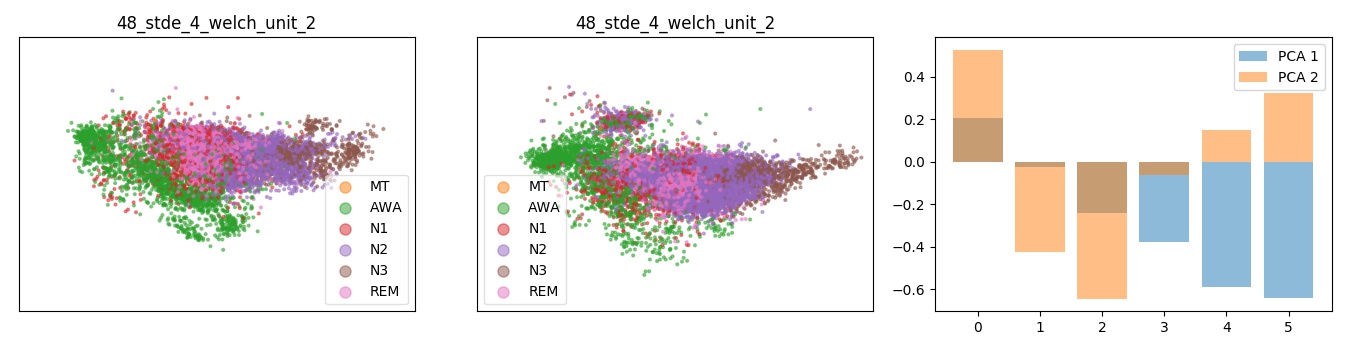 48_stde_4_welch_unit_2
MT
AWA
N1
N2
N3
REM
48_stde_4_welch_unit_2
MT
AWA
N1
N2
N3
REM
PCA 1
PCA 2
0.4
0.2
0.0
−0.2
−0.4
−0.6
0 1 2 3 4 5